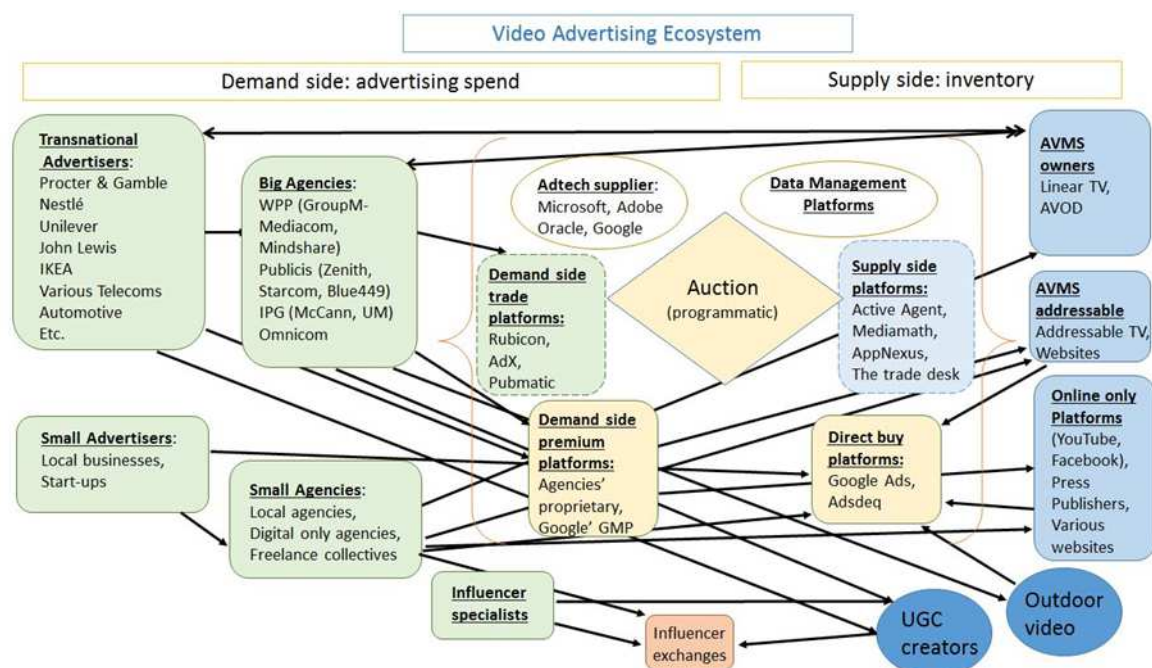 Video Advertising Ecosystem
Demand side: advertising spend
Supply side: inventory
Transnational
Advertisers:
Procter & Gamble
Nestlé
Unilever
John Lewis
IKEA
Various Telecoms
Automotive
Etc.
Big Agencies:
WPP (GroupM-
Mediacom,
Mindshare)
Publicis (Zenith,
Starcom, Blue449)
IPG (McCann, UM)
Omnicom
Adtech supplier:
Microsoft, Adobe
Oracle, Google
Data Management
Platforms
AVMS
owners
Linear TV,
AVOD
Demand side
trade
platforms:
Rubicon,
AdX,
Pubmatic
Auction
(programmatic)
Supply side
platforms:
Active Agent,
Mediamath,
AppNexus,
The trade desk
AVMS
addressable
Addressable TV,
Websites
Small Advertisers:
Local businesses,
Start-ups
Small Agencies:
Local agencies,
Digital only agencies,
Freelance collectives
Demand side
premium
platforms:
Agencies’
proprietary,
Google’ GMP
Direct buy
platforms:
Google Ads,
Adsdeq
Online only
Platforms
(YouTube,
Facebook),
Press
Publishers,
Various
websites
Influencer
specialists
Influencer
exchanges
UGC
creators
Outdoor
video